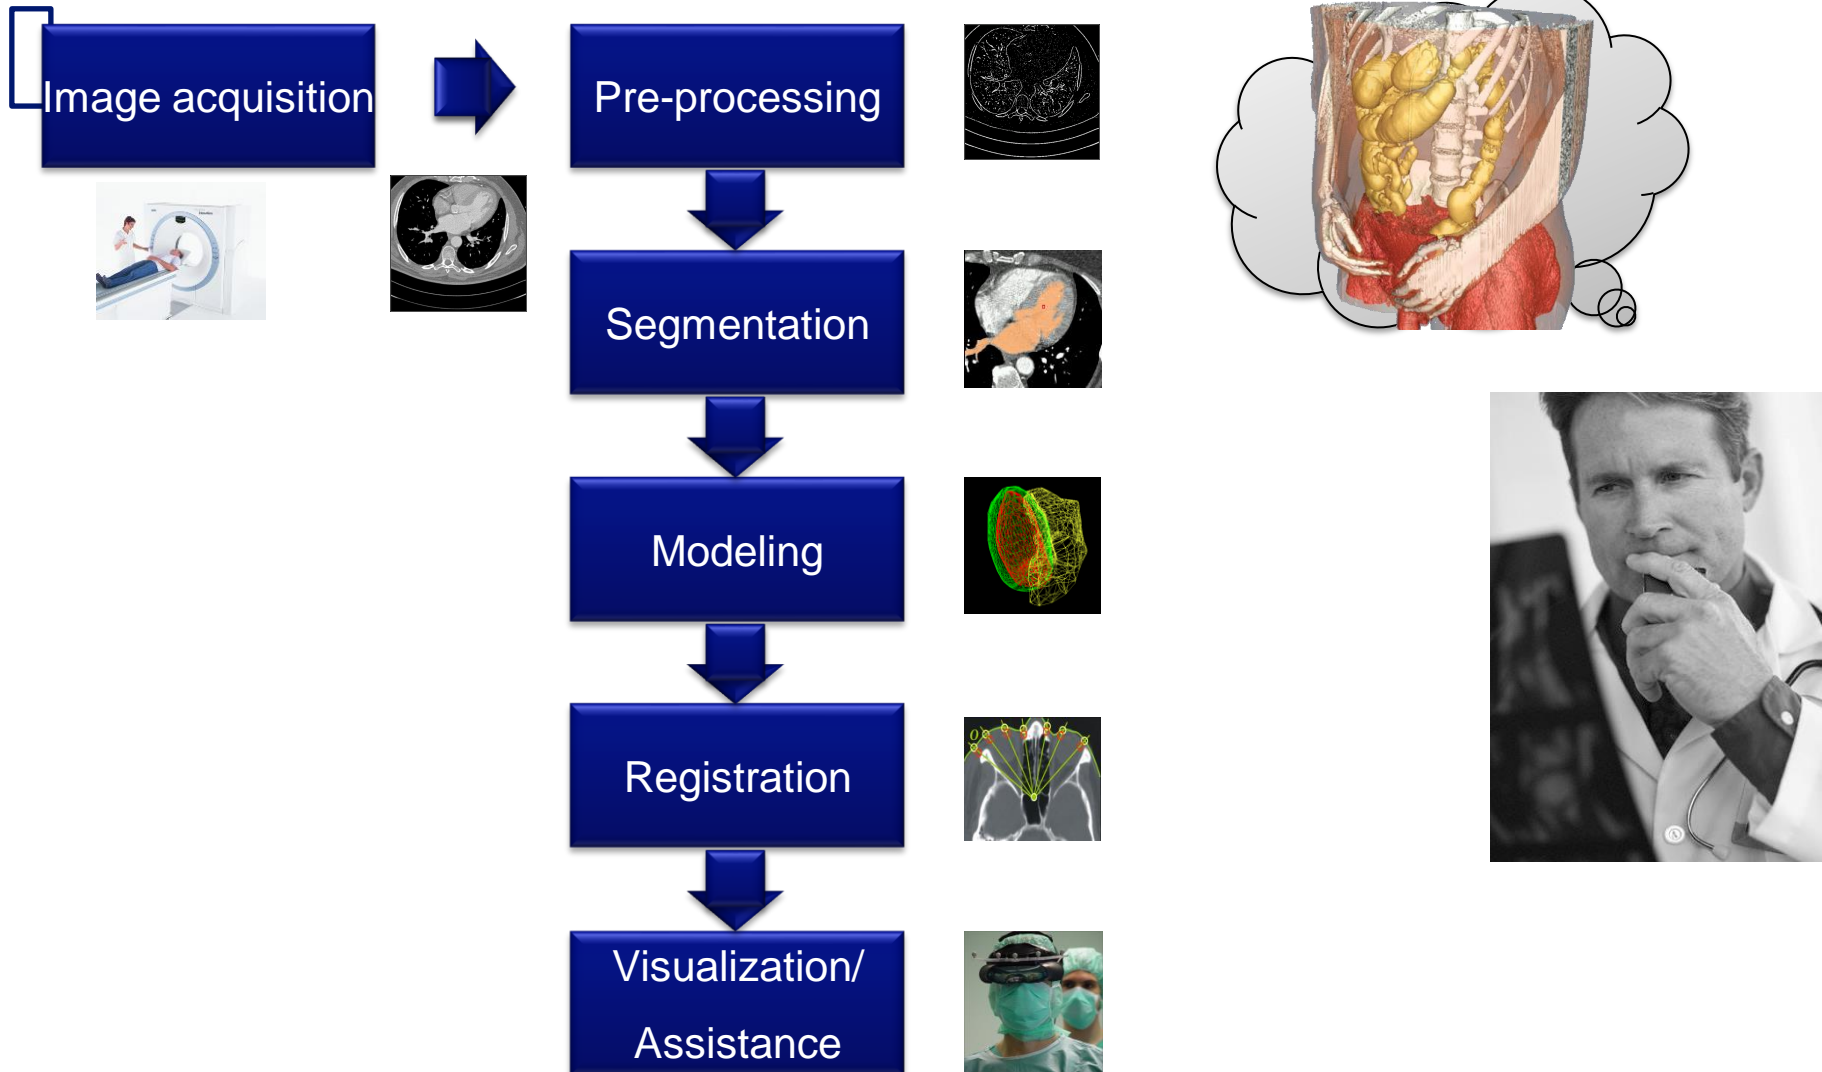 Image acquisition
Pre-processing
Segmentation
Modeling
Registration
Visualization/
Assistance